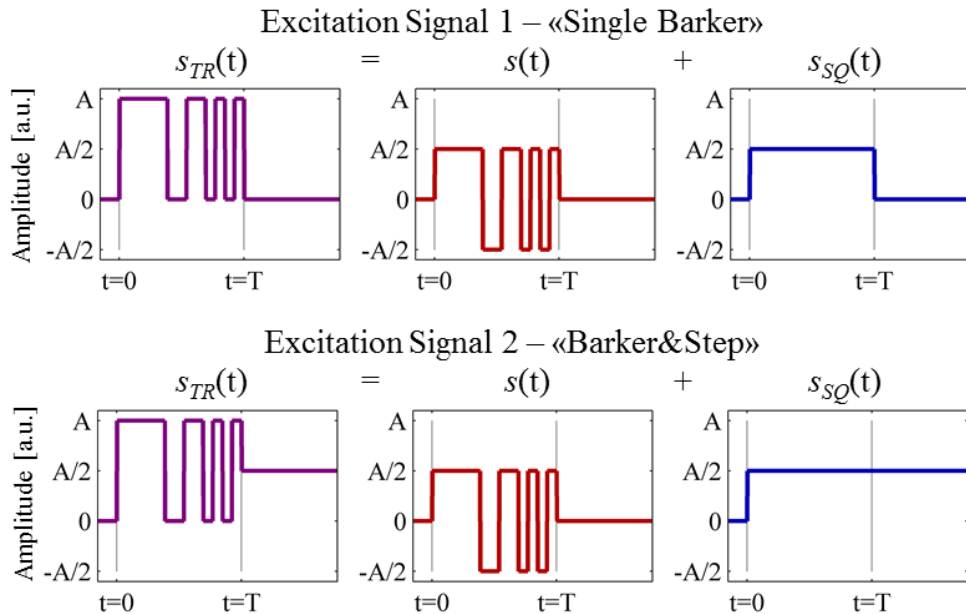 Excitation Signal 1 – «Single Barker»
s_TR(t) = s(t) + s_SQ(t)
Amplitude [a.u.]
A
A/2
0
-A/2
t=0 t=T
A
A/2
0
-A/2
t=0 t=T
A
A/2
0
-A/2
t=0 t=T
Excitation Signal 2 – «Barker&Step»
s_TR(t) = s(t) + s_SQ(t)
Amplitude [a.u.]
A
A/2
0
-A/2
t=0 t=T
A
A/2
0
-A/2
t=0 t=T
A
A/2
0
-A/2
t=0 t=T